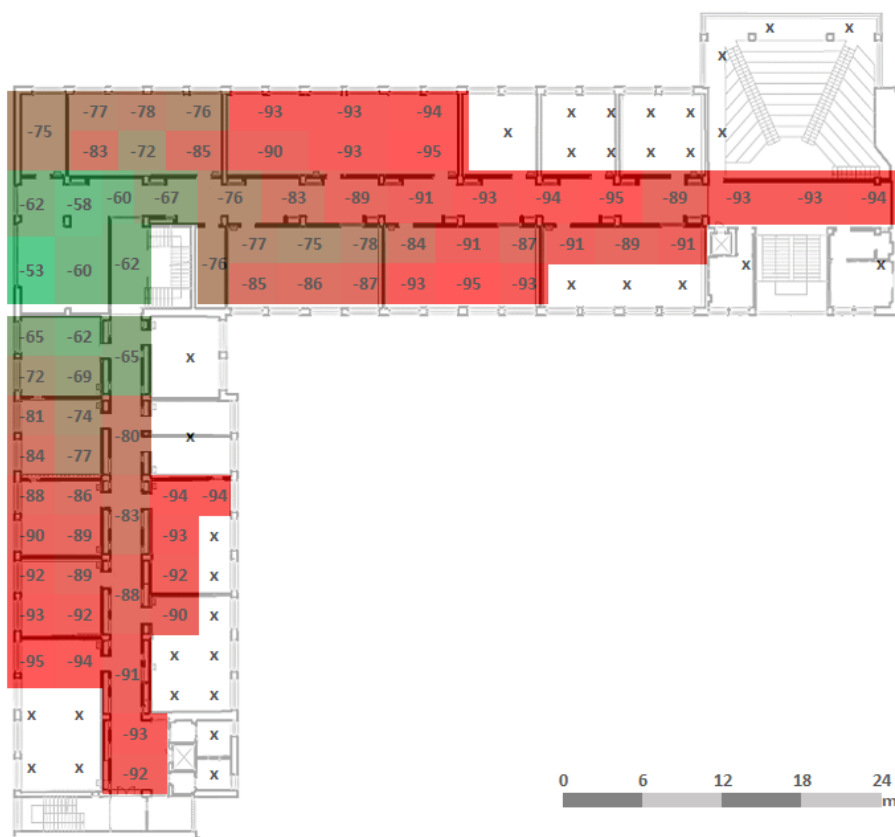 x x
x
-77 -78 -76 -93 -93 -94
-75 x x x x x
x
-83 -72 -85 -90 -93 -95 x x x x
-62 -58 -60 -67 -76 -83 -89 -91 -93 -94 -95 -89 -93 -93 -94
-77 -75 -78 -84 -91 -87 -91 -89 -91
-53 -60 -62 -76 x x
-85 -86 -87 -93 -95 -93 x x x
-65 -62
-65 x
-72 -69
-81 -74
-80 x
-84 -77
-88 -86 -94 -94
-83
-90 -89 -93 x
-92 -89 -92 x
-88
-93 -92 -90 x
-95 -94 x x
-91
x x
x x
-93 x
x x -92 x
0 6 12 18 24
m